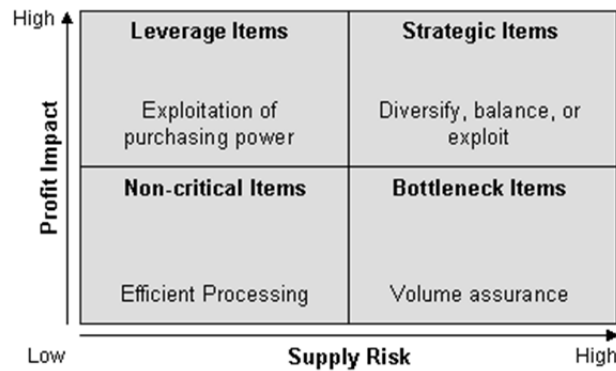 High
Leverage Items
Strategic Items
Exploitation of
purchasing power
Diversify, balance, or
exploit
Profit Impact
Non-critical Items
Bottleneck Items
Efficient Processing
Volume assurance
Low
Supply Risk
High